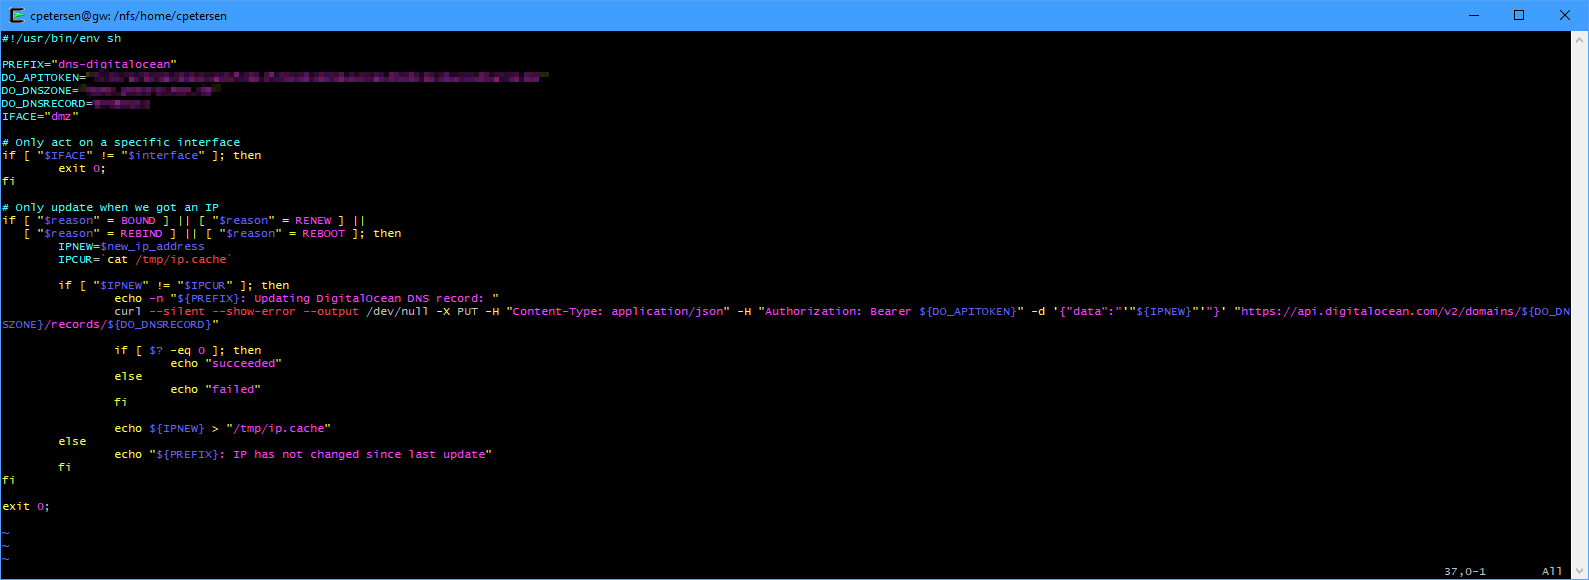 cpetersen@gw: /nfs/home/cpetersen
#!/usr/bin/env sh
PREFIX="dns-digitalocean"
DO_APITOKEN=
DO_DNSZONE=
DO_DNSRECORD=
IFACE="dmz"
# Only act on a specific interface
if [ "$IFACE" != "$interface" ]; then
        exit 0;
fi
# Only update when we got an IP
if [ "$reason" = BOUND ] || [ "$reason" = RENEW ] ||
   [ "$reason" = REBIND ] || [ "$reason" = REBOOT ]; then
        IPNEW=$new_ip_address
        IPCUR=`cat /tmp/ip.cache`
        if [ "$IPNEW" != "$IPCUR" ]; then
                echo -n "${PREFIX}: Updating DigitalOcean DNS record: "
                curl --silent --show-error --output /dev/null -X PUT -H "Content-Type: application/json" -H "Authorization: Bearer ${DO_APITOKEN}" -d '{"data":"'"${IPNEW}"'"}' "https://api.digitalocean.com/v2/domains/${DO_DN
SZONE}/records/${DO_DNSRECORD}"
                if [ $? -eq 0 ]; then
                        echo "succeeded"
                else
                        echo "failed"
                fi
                echo ${IPNEW} > "/tmp/ip.cache"
        else
                echo "${PREFIX}: IP has not changed since last update"
        fi
fi
exit 0;
~
~
~
37,0-1 All